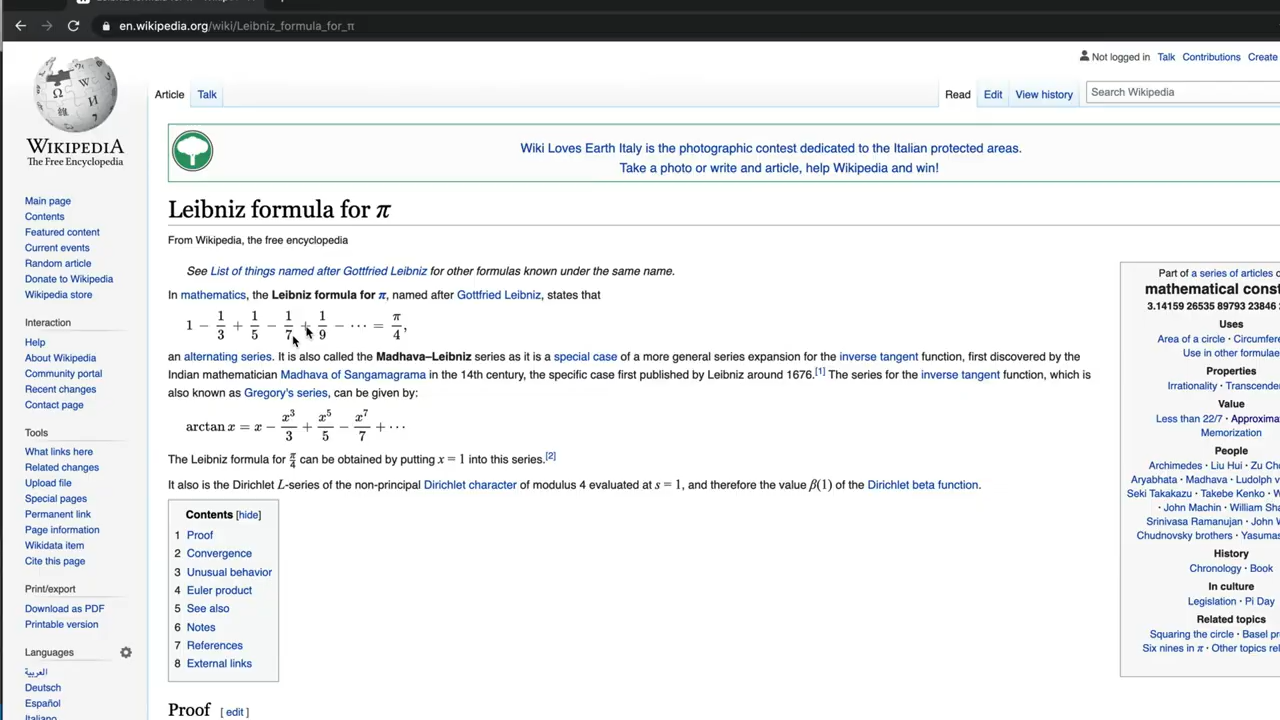 en.wikipedia.org/wiki/Leibniz_formula_for_π
Not logged in Talk Contributions Create
Article Talk
Read Edit View history Search Wikipedia
WIKIPEDIA
The Free Encyclopedia
Wiki Loves Earth Italy is the photographic contest dedicated to the Italian protected areas.
Take a photo or write and article, help Wikipedia and win!
Main page
Contents
Featured content
Current events
Random article
Donate to Wikipedia
Wikipedia store
Interaction
Help
About Wikipedia
Community portal
Recent changes
Contact page
Tools
What links here
Related changes
Upload file
Special pages
Permanent link
Page information
Wikidata item
Cite this page
Print/export
Download as PDF
Printable version
Languages
العربية
Deutsch
Español
Italiano
Leibniz formula for π
From Wikipedia, the free encyclopedia
See List of things named after Gottfried Leibniz for other formulas known under the same name.
In mathematics, the Leibniz formula for π, named after Gottfried Leibniz, states that
1 − 1/3 + 1/5 − 1/7 + 1/9 − ⋯ = π/4,
an alternating series. It is also called the Madhava–Leibniz series as it is a special case of a more general series expansion for the inverse tangent function, first discovered by the
Indian mathematician Madhava of Sangamagrama in the 14th century, the specific case first published by Leibniz around 1676.[1] The series for the inverse tangent function, which is
also known as Gregory's series, can be given by:
arctan x = x − x³/3 + x⁵/5 − x⁷/7 + ⋯
The Leibniz formula for π/4 can be obtained by putting x = 1 into this series.[2]
It also is the Dirichlet L-series of the non-principal Dirichlet character of modulus 4 evaluated at s = 1, and therefore the value β(1) of the Dirichlet beta function.
Contents [hide]
1 Proof
2 Convergence
3 Unusual behavior
4 Euler product
5 See also
6 Notes
7 References
8 External links
Proof [ edit ]
Part of a series of articles o
mathematical const
3.14159 26535 89793 23846
Uses
Area of a circle · Circumfere
Use in other formulae
Properties
Irrationality · Transcende
Value
Less than 22/7 · Approxima
Memorization
People
Archimedes · Liu Hui · Zu Cho
Aryabhata · Madhava · Ludolph v
Seki Takakazu · Takebe Kenko · W
· John Machin · William Sha
Srinivasa Ramanujan · John W
Chudnovsky brothers · Yasumas
History
Chronology · Book
In culture
Legislation · Pi Day
Related topics
Squaring the circle · Basel pr
Six nines in π · Other topics rel